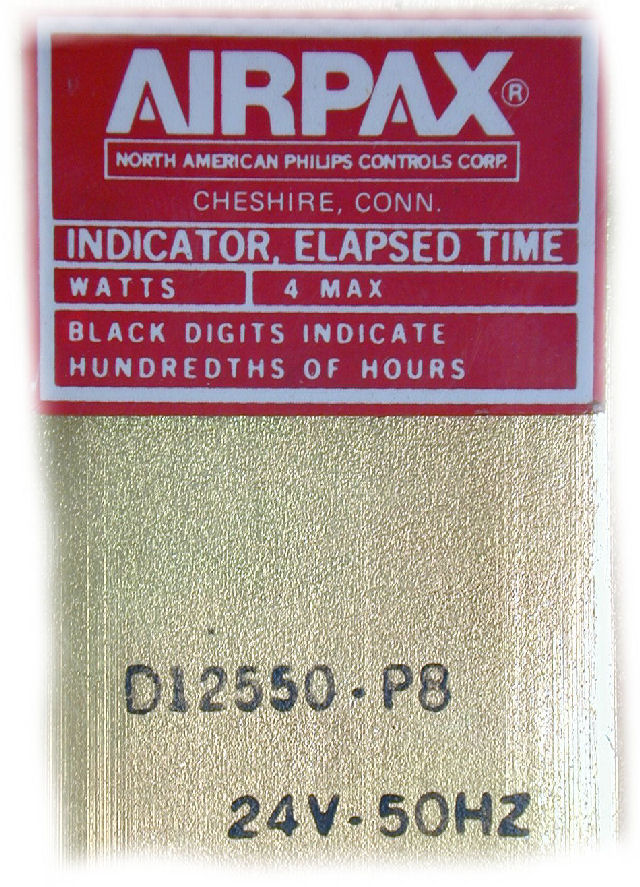 AIRPAX®
NORTH AMERICAN PHILIPS CONTROLS CORP.
CHESHIRE, CONN.
INDICATOR, ELAPSED TIME
WATTS 4 MAX
BLACK DIGITS INDICATE
HUNDREDTHS OF HOURS
D12550-P8
24V-50HZ